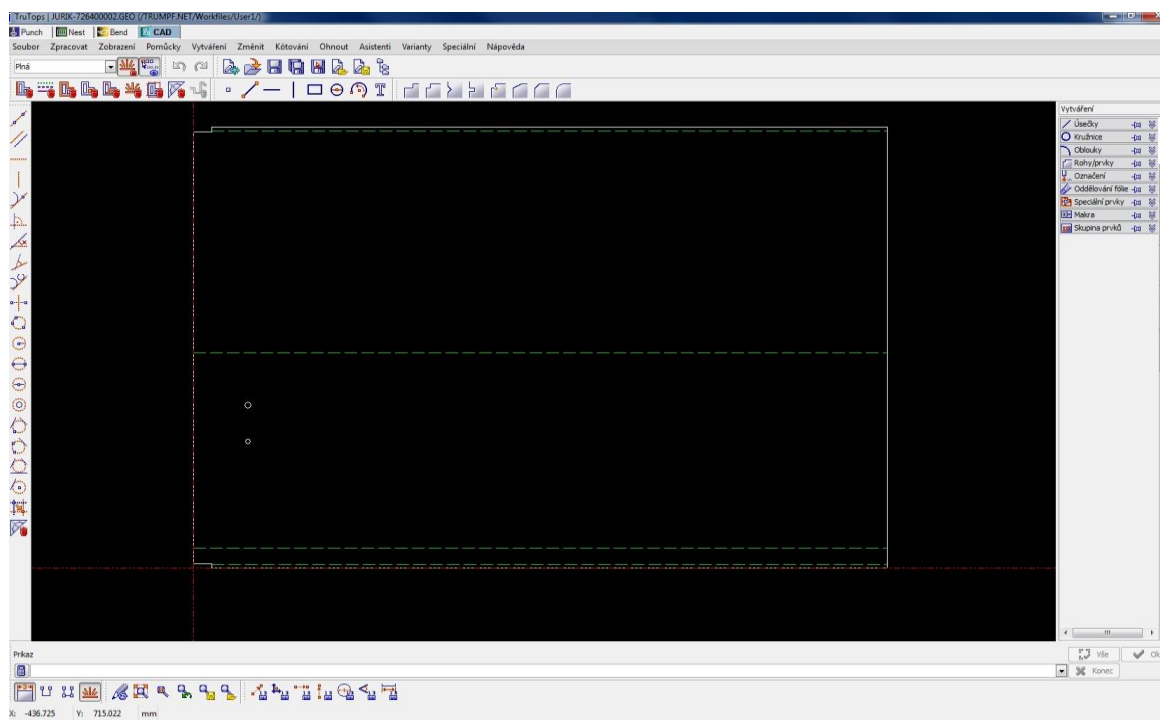 TruTops | JURIK-726400002.GEO (/TRUMPF.NET/Workfiles/User1/)
Punch Nest Bend CAD
Soubor Zpracovat Zobrazení Pomůcky Vytváření Změnit Kótování Ohnout Asistenti Varianty Speciální Nápověda
Plná
Vytváření
Úsečky
Kružnice
Oblouky
Rohy/prvky
Označení
Oddělování fólie
Speciální prvky
Makra
Skupina prvků
Prikaz
Vše Ok
Konec
X: -436.725 Y: 715.022 mm